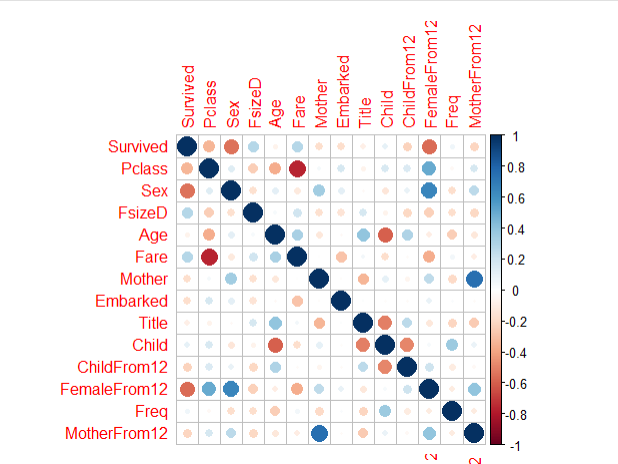 Survived
Pclass
Sex
FsizeD
Age
Fare
Mother
Embarked
Title
Child
ChildFrom12
FemaleFrom12
Freq
MotherFrom12
Survived
Pclass
Sex
FsizeD
Age
Fare
Mother
Embarked
Title
Child
ChildFrom12
FemaleFrom12
Freq
MotherFrom12
1
0.8
0.6
0.4
0.2
0
-0.2
-0.4
-0.6
-0.8
-1
2
2